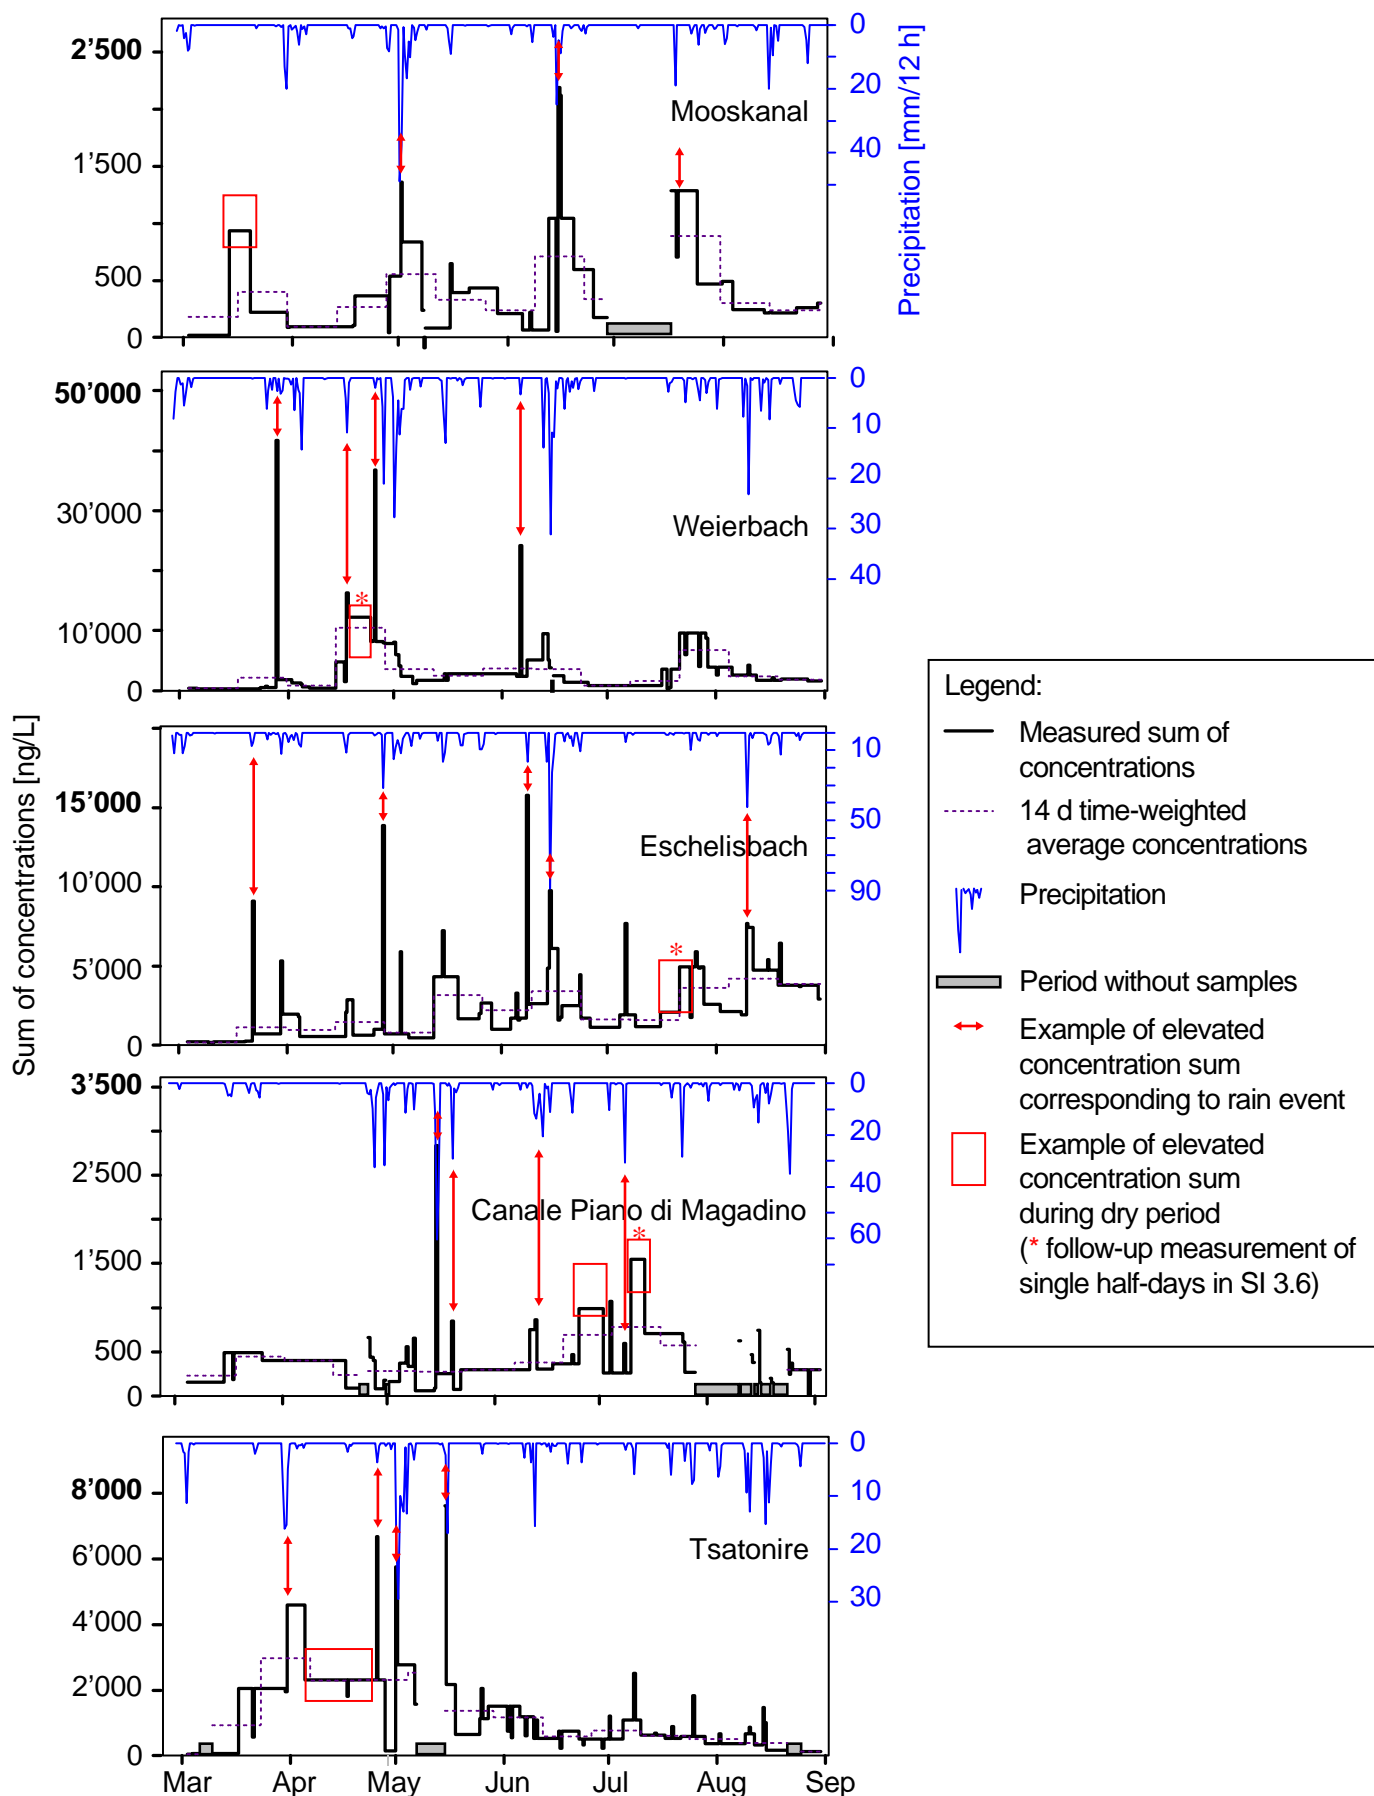 Sum of concentrations [ng/L]
Precipitation [mm/12 h]
2’500
1’500
500
0
0
20
40
Mooskanal
50’000
30’000
10’000
0
0
10
20
30
40
Weierbach
*
15’000
10’000
5’000
0
10
50
90
Eschelisbach
*
3’500
2’500
1’500
500
0
0
20
40
60
Canale Piano di Magadino
*
8’000
6’000
4’000
2’000
0
0
10
20
30
Tsatonire
Mar Apr May Jun Jul Aug Sep
Legend:
Measured sum of
concentrations
14 d time-weighted
average concentrations
Precipitation
Period without samples
Example of elevated
concentration sum
corresponding to rain event
Example of elevated
concentration sum
during dry period
(* follow-up measurement of
single half-days in SI 3.6)